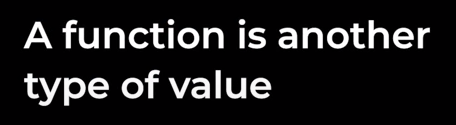 A function is another
type of value